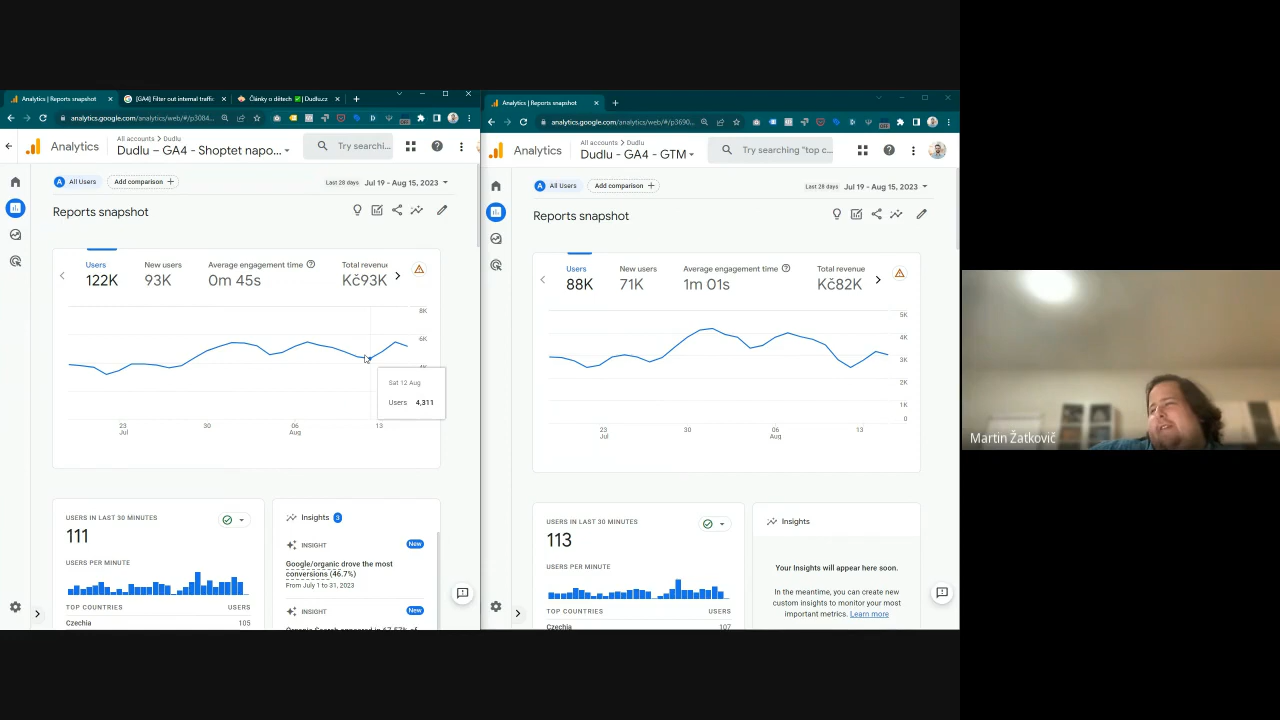 Analytics | Reports snapshot
[GA4] Filter out internal traffic
Články o dětech ✅ | Dudlu.cz
analytics.google.com/analytics/web/#/p3084...
Analytics
All accounts > Dudlu
Dudlu – GA4 - Shoptet napo...
Try searchi...
A All Users
Add comparison +
Last 28 days Jul 19 - Aug 15, 2023
Reports snapshot
Users
122K
New users
93K
Average engagement time
0m 45s
Total revenu
Kč93K
8K
6K
Sat 12 Aug
Users 4,311
23
Jul
30
06
Aug
13
USERS IN LAST 30 MINUTES
111
USERS PER MINUTE
TOP COUNTRIES USERS
Czechia 105
Insights 3
INSIGHT New
Google/organic drove the most
conversions (46.7%)
From July 1 to 31, 2023
INSIGHT New
Analytics | Reports snapshot
analytics.google.com/analytics/web/#/p3690...
Analytics
All accounts > Dudlu
Dudlu - GA4 - GTM
Try searching "top c...
A All Users
Add comparison +
Last 28 days Jul 19 - Aug 15, 2023
Reports snapshot
Users
88K
New users
71K
Average engagement time
1m 01s
Total revenue
Kč82K
5K
4K
3K
2K
1K
0
23
Jul
30
06
Aug
13
USERS IN LAST 30 MINUTES
113
USERS PER MINUTE
TOP COUNTRIES USERS
Czechia 107
Insights
Your Insights will appear here soon.
In the meantime, you can create new
custom insights to monitor your most
important metrics. Learn more
Martin Žatkovič